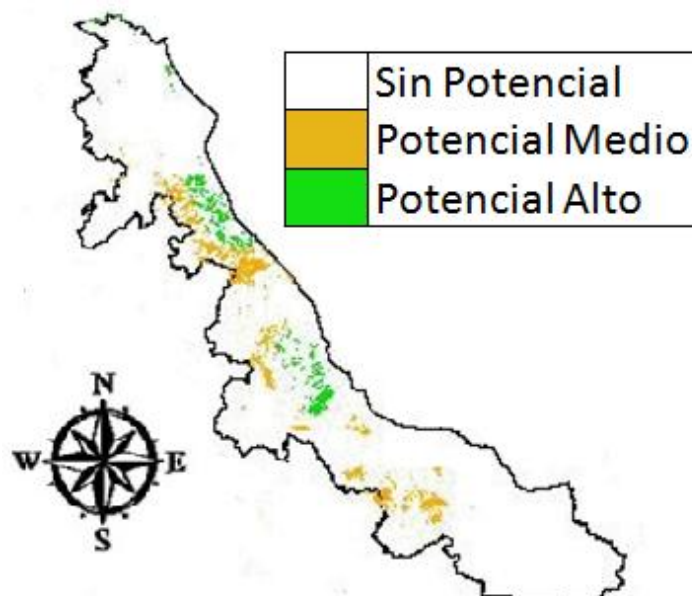 Sin Potencial
Potencial Medio
Potencial Alto
N
W E
S